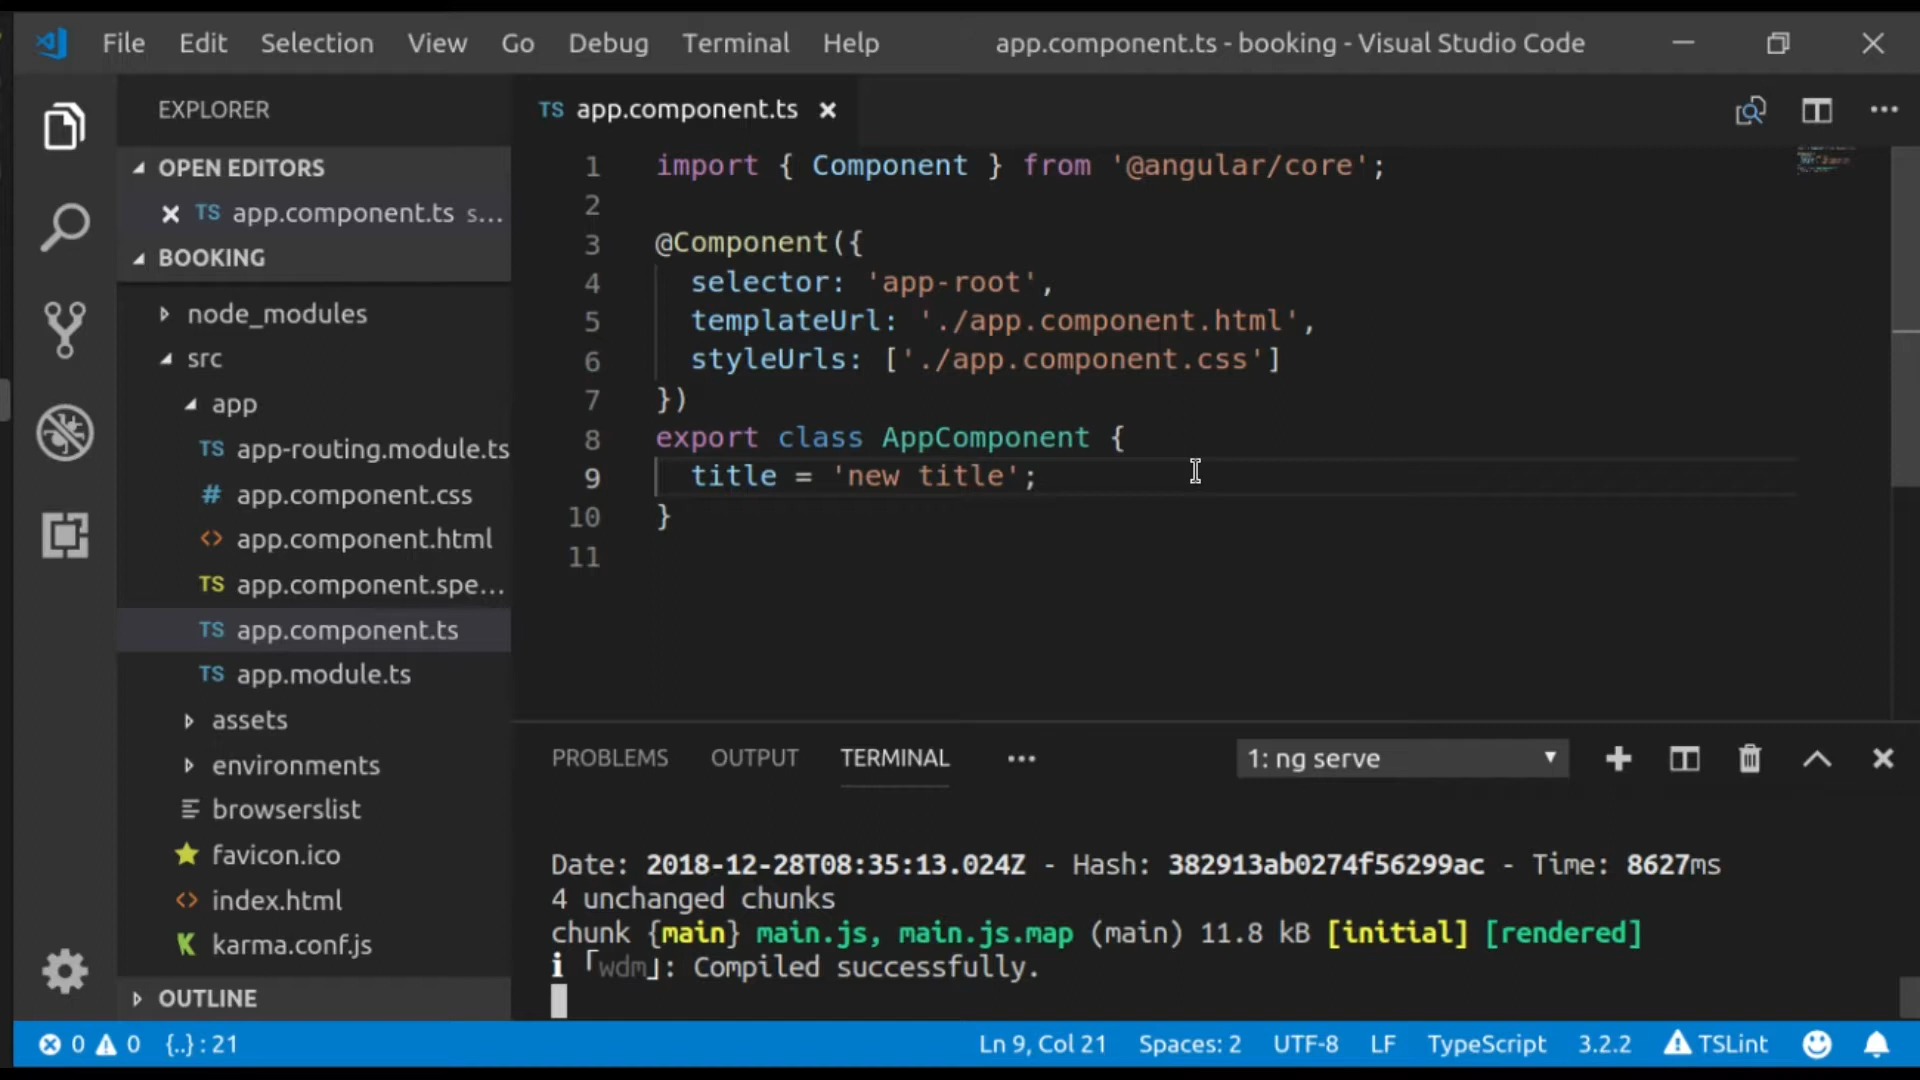 File Edit Selection View Go Debug Terminal Help app.component.ts - booking - Visual Studio Code
EXPLORER
OPEN EDITORS
TS app.component.ts s...
BOOKING
node_modules
src
app
TS app-routing.module.ts
# app.component.css
<> app.component.html
TS app.component.spe...
TS app.component.ts
TS app.module.ts
assets
environments
browserslist
favicon.ico
<> index.html
K karma.conf.js
OUTLINE
TS app.component.ts
1 import { Component } from '@angular/core';
2
3 @Component({
4 selector: 'app-root',
5 templateUrl: './app.component.html',
6 styleUrls: ['./app.component.css']
7 })
8 export class AppComponent {
9 title = 'new title';
10 }
11
PROBLEMS OUTPUT TERMINAL ... 1: ng serve
Date: 2018-12-28T08:35:13.024Z - Hash: 382913ab0274f56299ac - Time: 8627ms
4 unchanged chunks
chunk {main} main.js, main.js.map (main) 11.8 kB [initial] [rendered]
ℹ ｢wdm｣: Compiled successfully.
0 0 {..} : 21 Ln 9, Col 21 Spaces: 2 UTF-8 LF TypeScript 3.2.2 TSLint